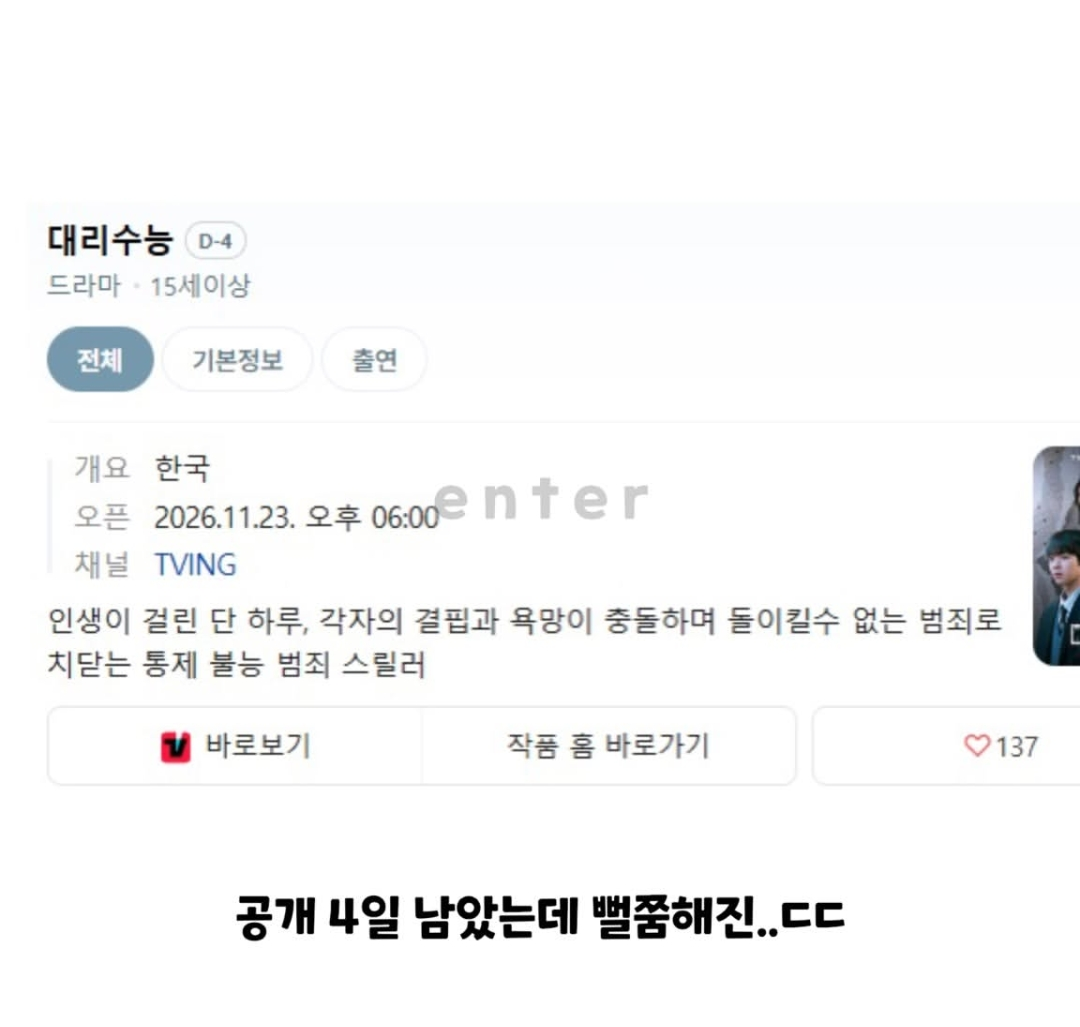 대리수능 D-4
드라마 · 15세이상
전체 기본정보 출연
개요 한국
오픈 2026.11.23. 오후 06:00
enter
채널 TVING
인생이 걸린 단 하루, 각자의 결핍과 욕망이 충돌하며 돌이킬수 없는 범죄로
치닫는 통제 불능 범죄 스릴러
바로보기 작품 홈 바로가기 ♡137
공개 4일 남았는데 뻘쭘해진..ㄷㄷ